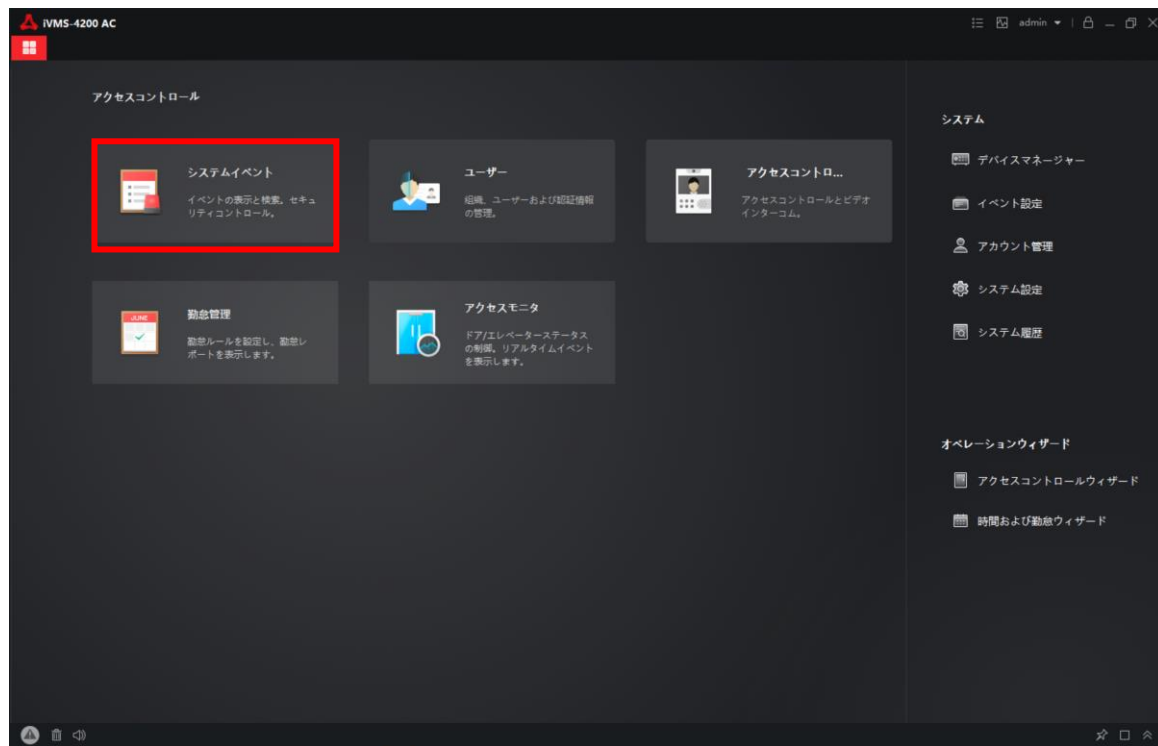 iVMS-4200 AC
admin
アクセスコントロール
システムイベント
イベントの表示と検索。セキュ
リティコントロール。
ユーザー
組織、ユーザーおよび認証情報
の管理。
アクセスコントロ...
アクセスコントロールとビデオ
インターコム。
JUNE
勤怠管理
勤怠ルールを設定し、勤怠レ
ポートを表示します。
アクセスモニタ
ドア/エレベーターステータス
の制御。リアルタイムイベント
を表示します。
システム
デバイスマネージャー
イベント設定
アカウント管理
システム設定
システム履歴
オペレーションウィザード
アクセスコントロールウィザード
時間および勤怠ウィザード